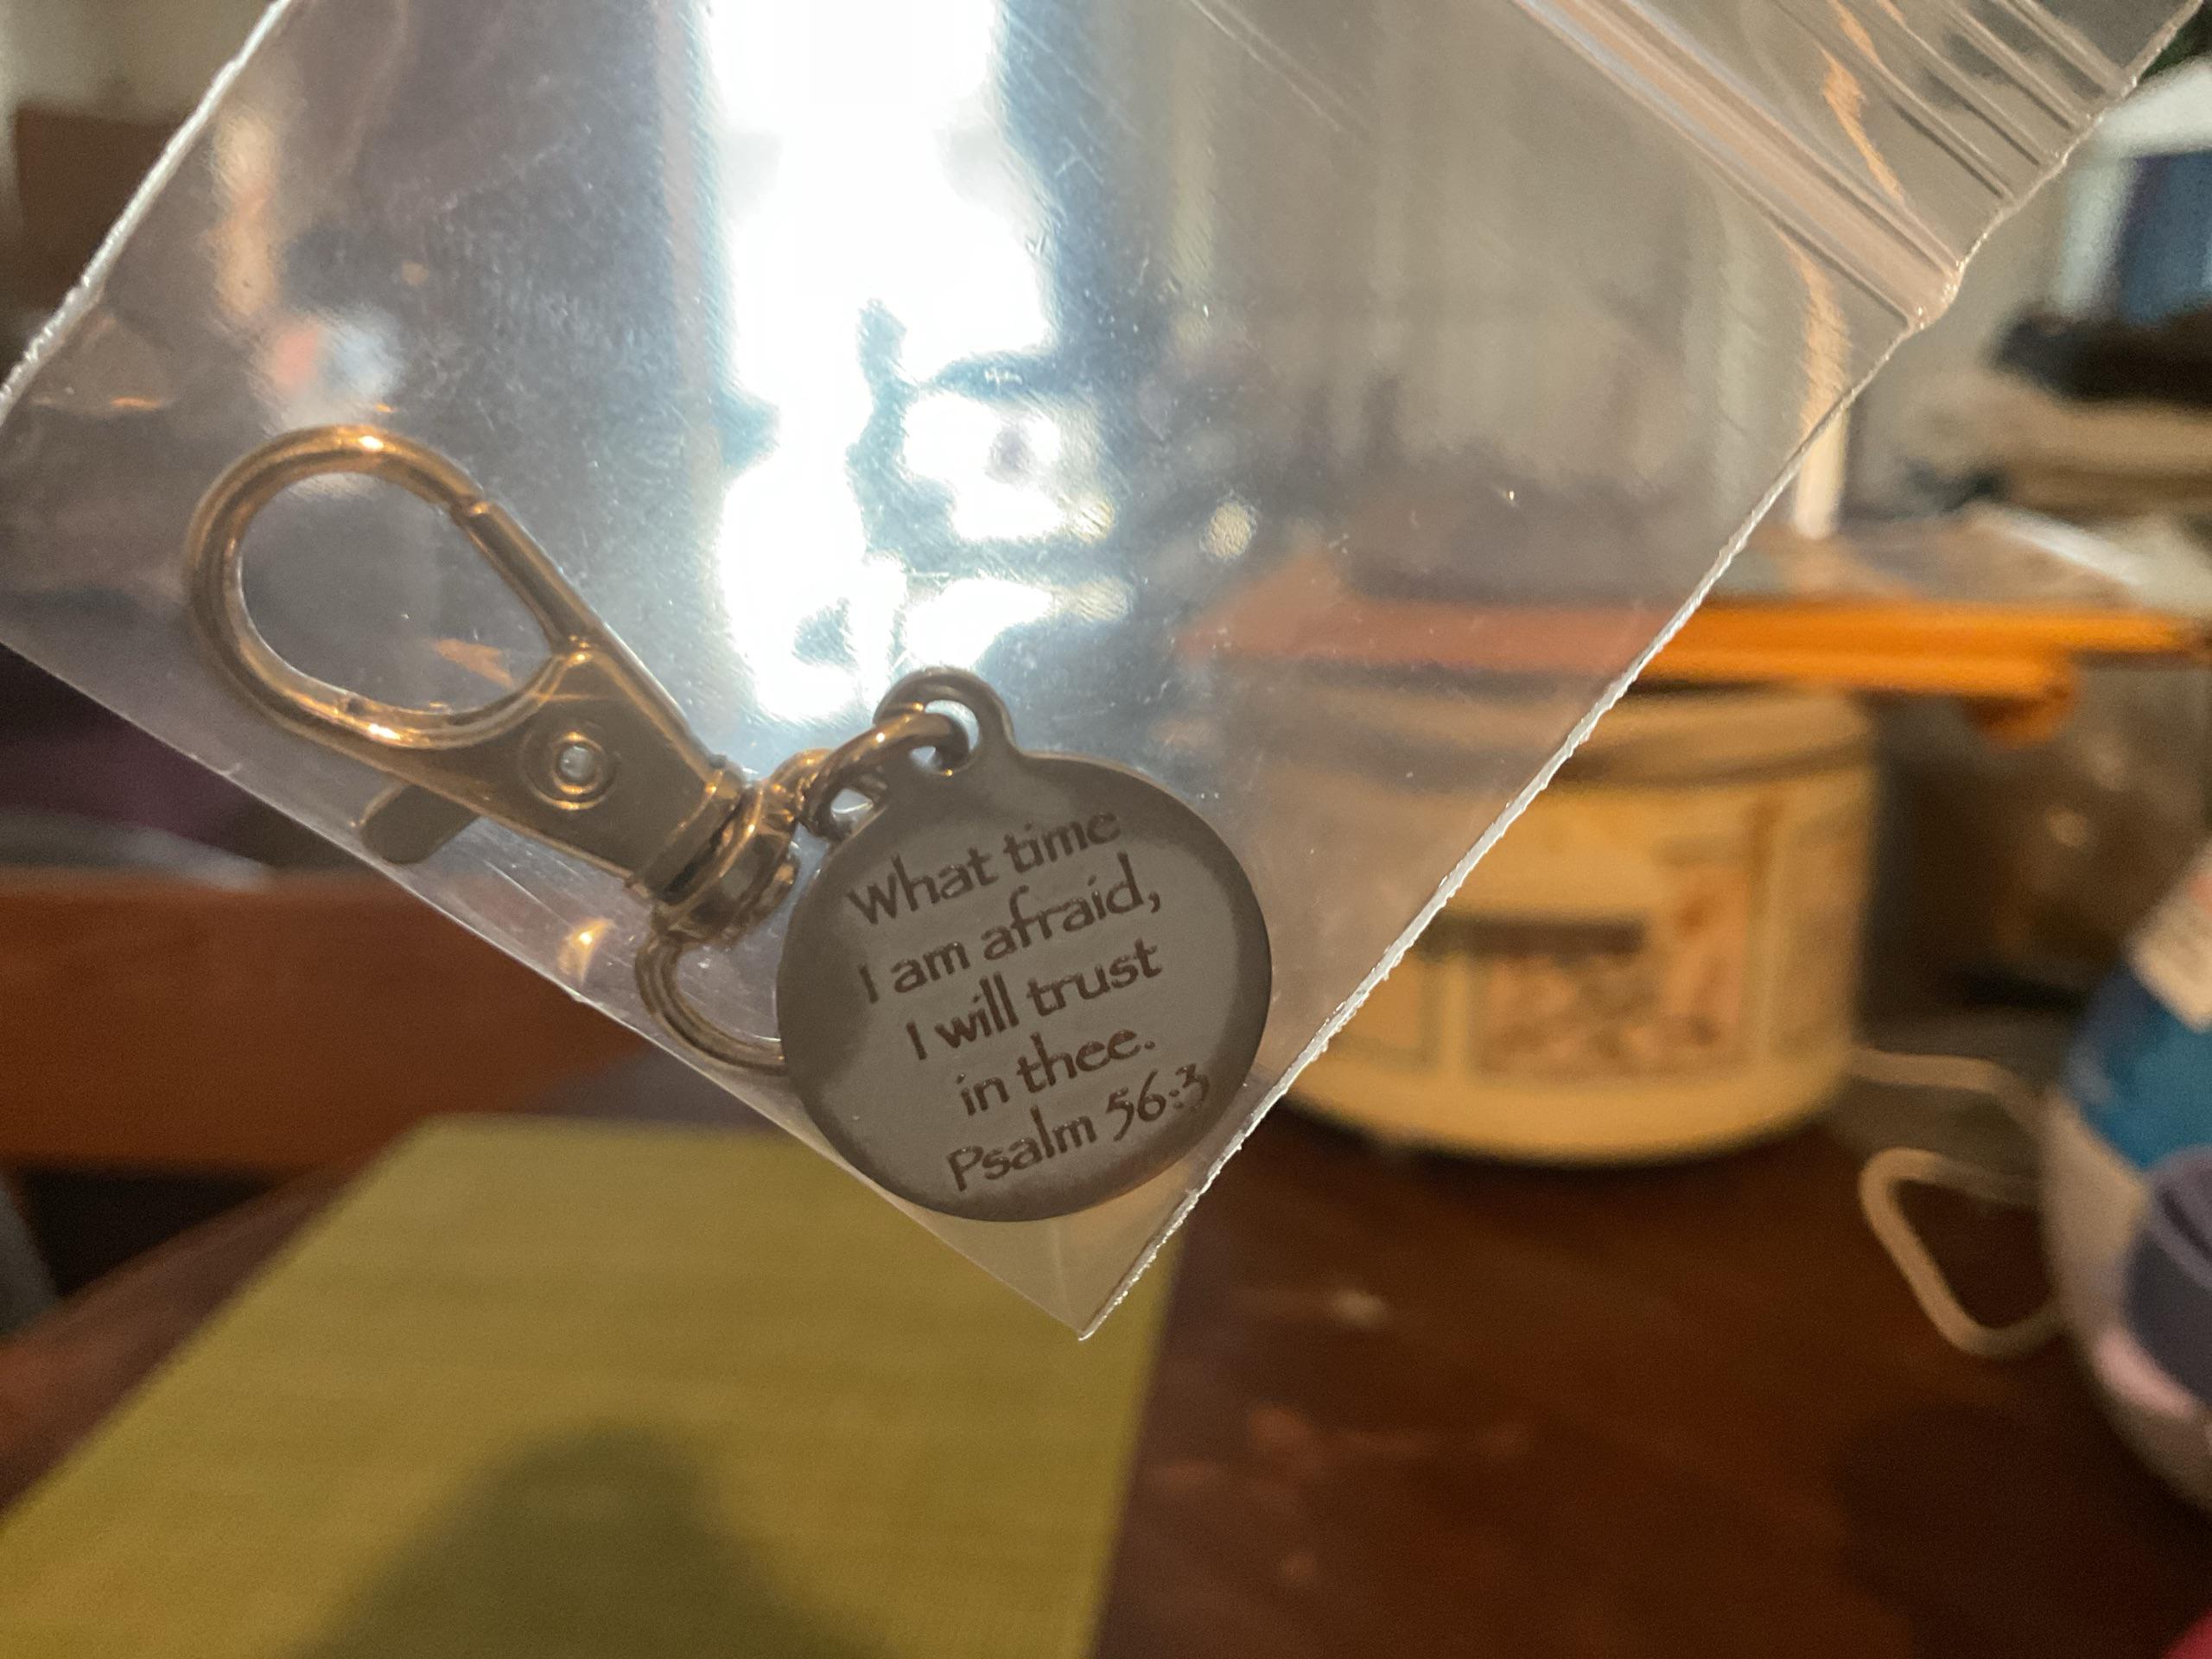 What time
I am afraid,
I will trust
in thee.
Psalm 56:3